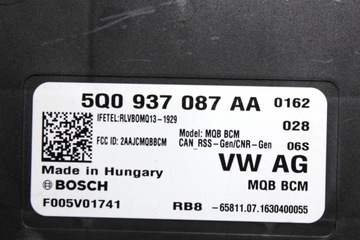 5Q0 937 087 AA 0162
IFETEL:RLVBOMQ13-1929
028
FCC ID: 2AAJCMQBBCM
Model: MQB BCM
CAN_RSS-Gen/CNR-Gen 06S
VW AG
Made in Hungary
BOSCH
MQB BCM
F005V01741
RB8 -65811.07.1630400055